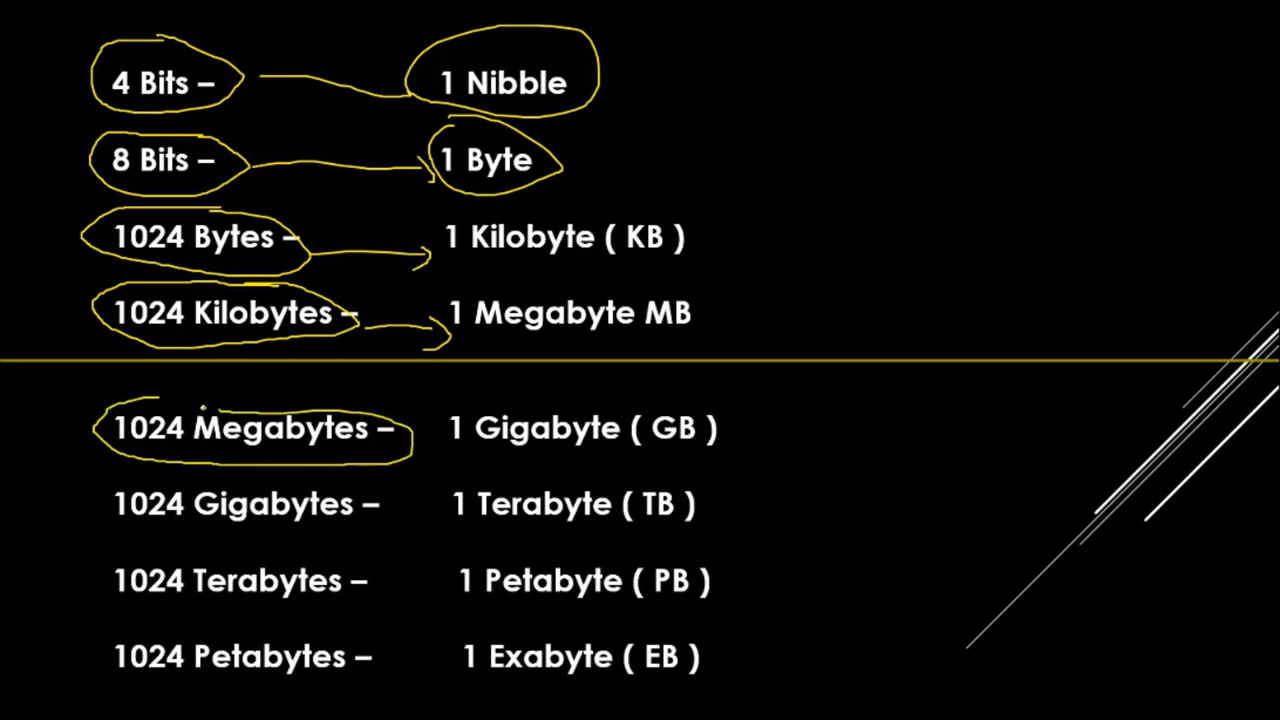 4 Bits – 1 Nibble
8 Bits – 1 Byte
1024 Bytes – 1 Kilobyte ( KB )
1024 Kilobytes – 1 Megabyte MB
1024 Megabytes – 1 Gigabyte ( GB )
1024 Gigabytes – 1 Terabyte ( TB )
1024 Terabytes – 1 Petabyte ( PB )
1024 Petabytes – 1 Exabyte ( EB )